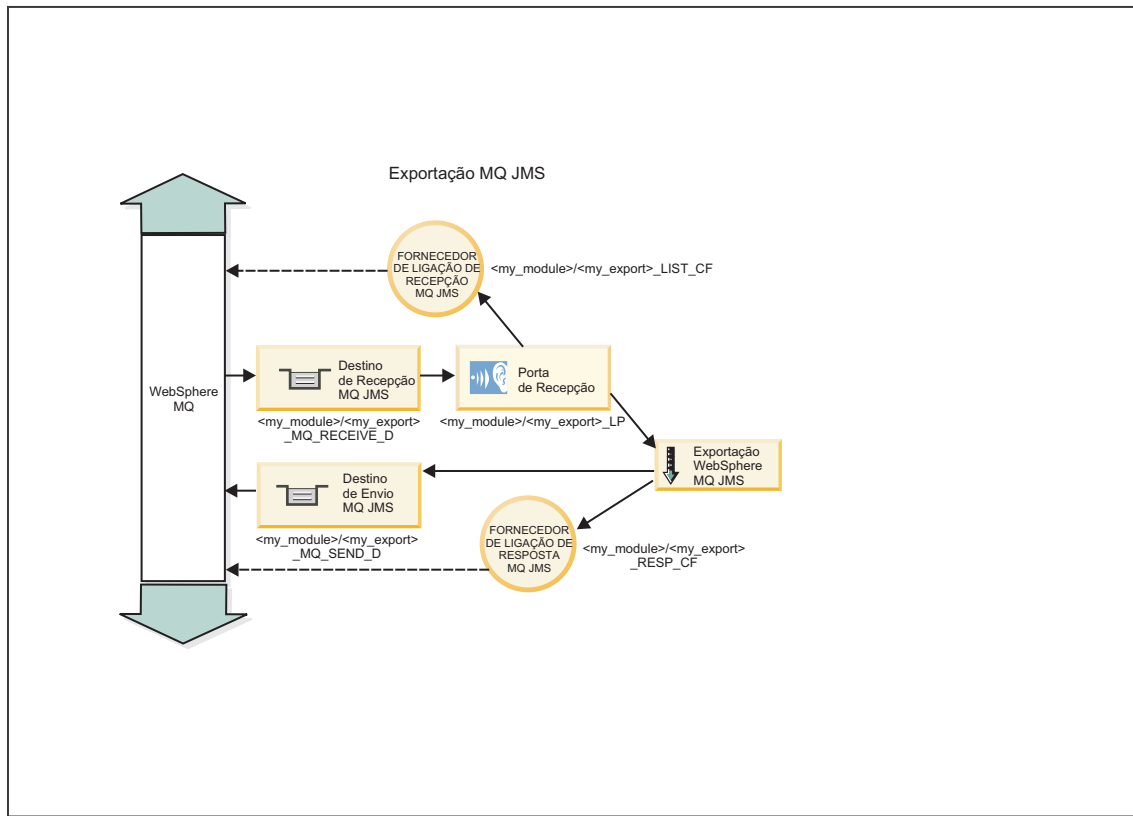 Exportação MQ JMS
FORNECEDOR
DE LIGAÇÃO DE
RECEPÇÃO
MQ JMS
<my_module>/<my_export>_LIST_CF
WebSphere
MQ
Destino
de Recepção
MQ JMS
<my_module>/<my_export>
_MQ_RECEIVE_D
Porta
de Recepção
<my_module>/<my_export>_LP
Exportação
WebSphere
MQ JMS
Destino
de Envio
MQ JMS
<my_module>/<my_export>
_MQ_SEND_D
FORNECEDOR
DE LIGAÇÃO DE
RESPOSTA
MQ JMS
<my_module>/<my_export>
_RESP_CF